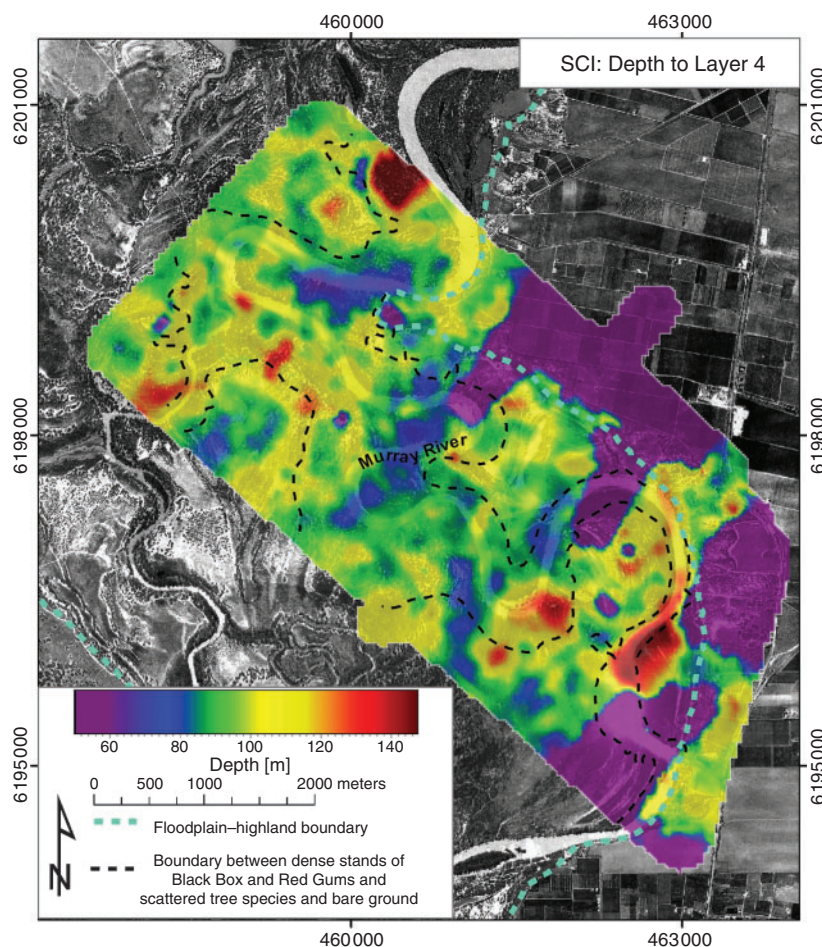 460000 463000
SCI: Depth to Layer 4
6201000 6201000
6198000 6198000
Murray River
60 80 100 120 140
Depth [m]
6195000 6195000
0 500 1000 2000 meters
Floodplain–highland boundary
Boundary between dense stands of
Black Box and Red Gums and
scattered tree species and bare ground
N
460000 463000